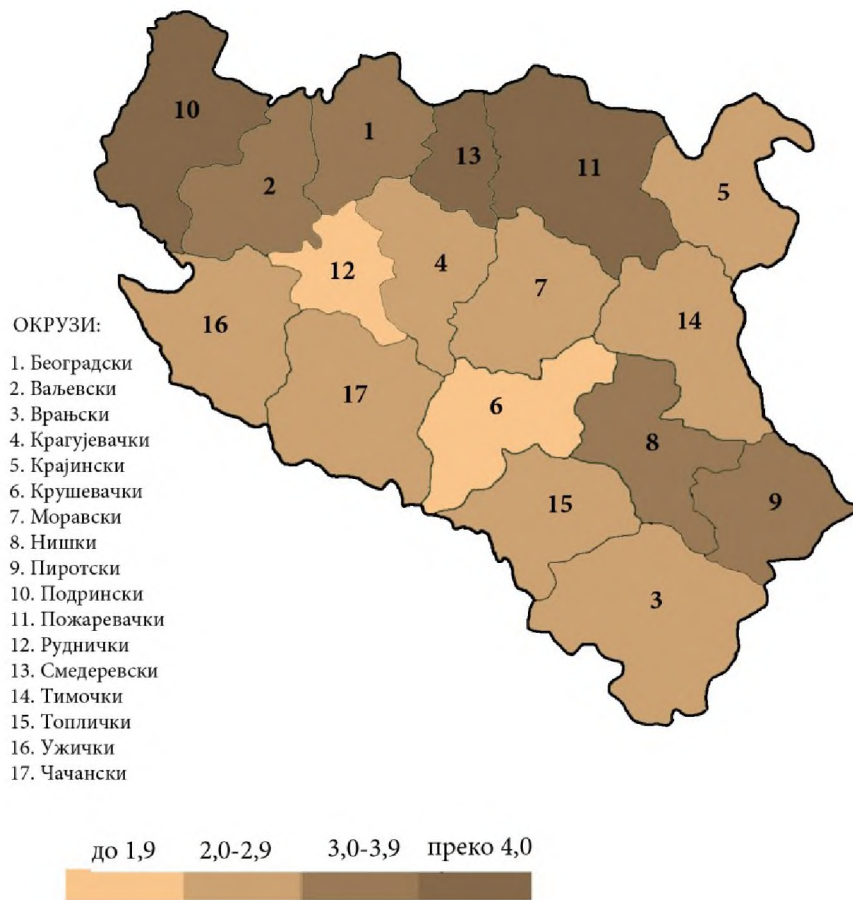 10
1
13
11
2
5
12
4
7
16
14
17
6
8
15
9
3
ОКРУЗИ:
1. Београдски
2. Ваљевски
3. Врањски
4. Крагујевачки
5. Крајински
6. Крушевачки
7. Моравски
8. Нишки
9. Пиротски
10. Подрински
11. Пожаревачки
12. Руднички
13. Смедеревски
14. Тимочки
15. Топлички
16. Ужички
17. Чачански
до 1,9 2,0-2,9 3,0-3,9 преко 4,0